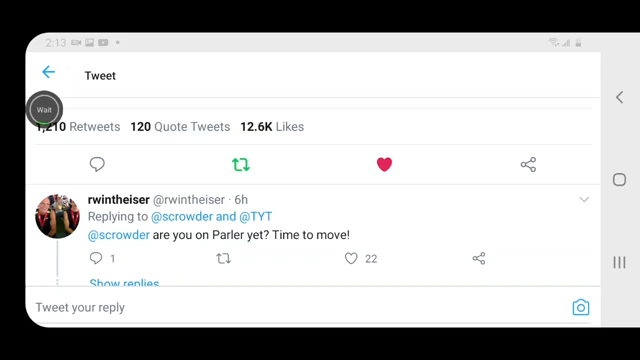 2:13
Tweet
Wait
1,210 Retweets 120 Quote Tweets 12.6K Likes
rwintheiser @rwintheiser · 6h
Replying to @scrowder and @TYT
@scrowder are you on Parler yet? Time to move!
1 22
Show replies
Tweet your reply